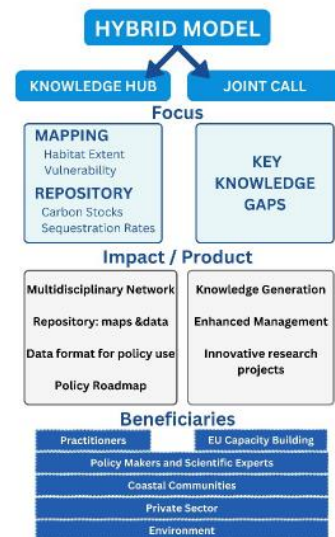 HYBRID MODEL
KNOWLEDGE HUB
JOINT CALL
Focus
MAPPING
Habitat Extent
Vulnerability
REPOSITORY
Carbon Stocks
Sequestration Rates
KEY
KNOWLEDGE
GAPS
Impact / Product
Multidisciplinary Network
Repository: maps &data
Data format for policy use
Policy Roadmap
Knowledge Generation
Enhanced Management
Innovative research
projects
Beneficiaries
Practitioners
EU Capacity Building
Policy Makers and Scientific Experts
Coastal Communities
Private Sector
Environment